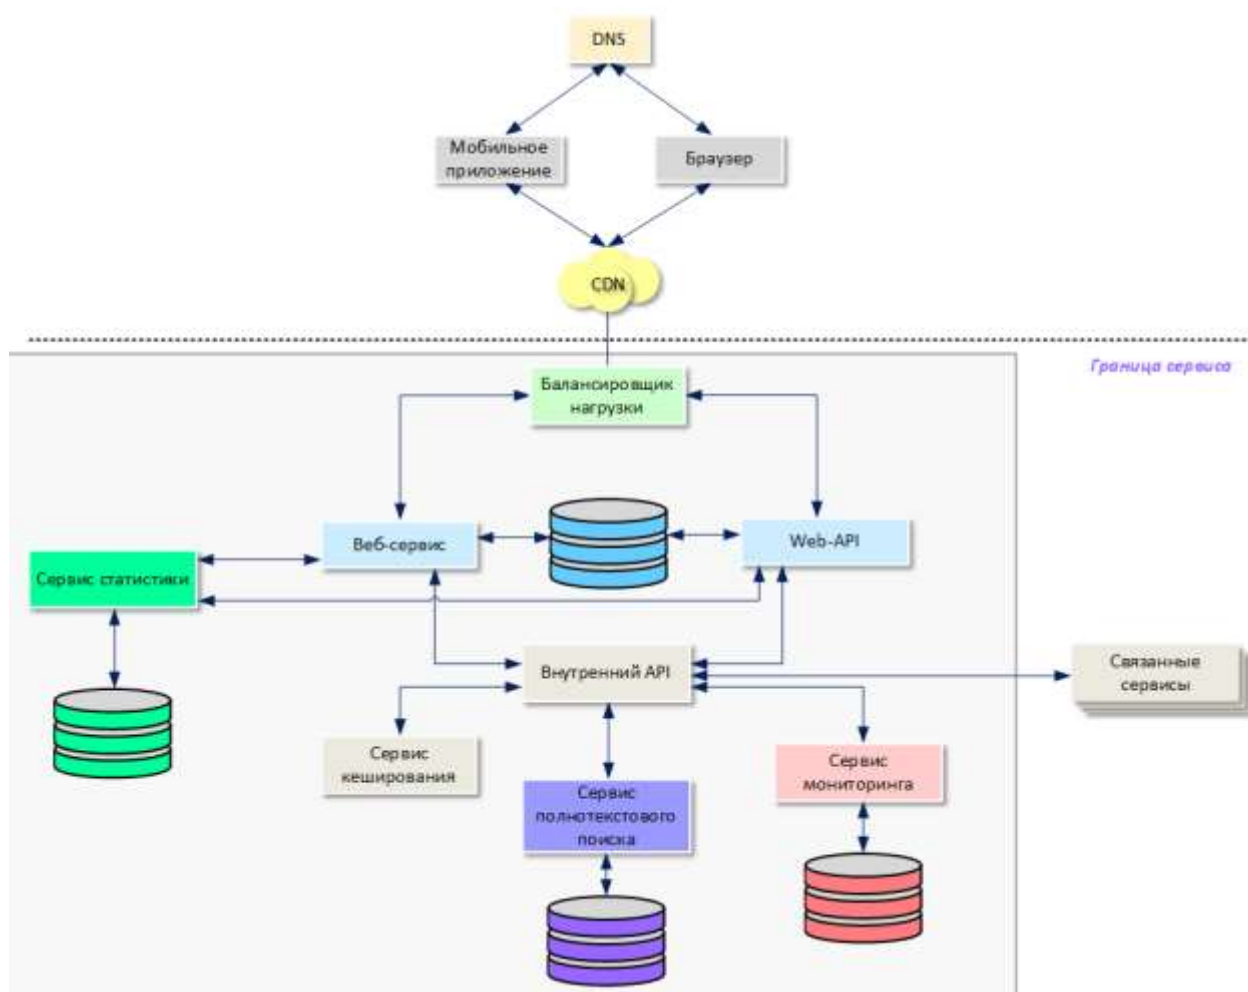 DNS
Мобильное
приложение
Браузер
CDN
Граница сервиса
Балансировщик
нагрузки
Веб-сервис
Web-API
Сервис статистики
Внутренний API
Связанные
сервисы
Сервис
кеширования
Сервис
мониторинга
Сервис
полнотекстового
поиска